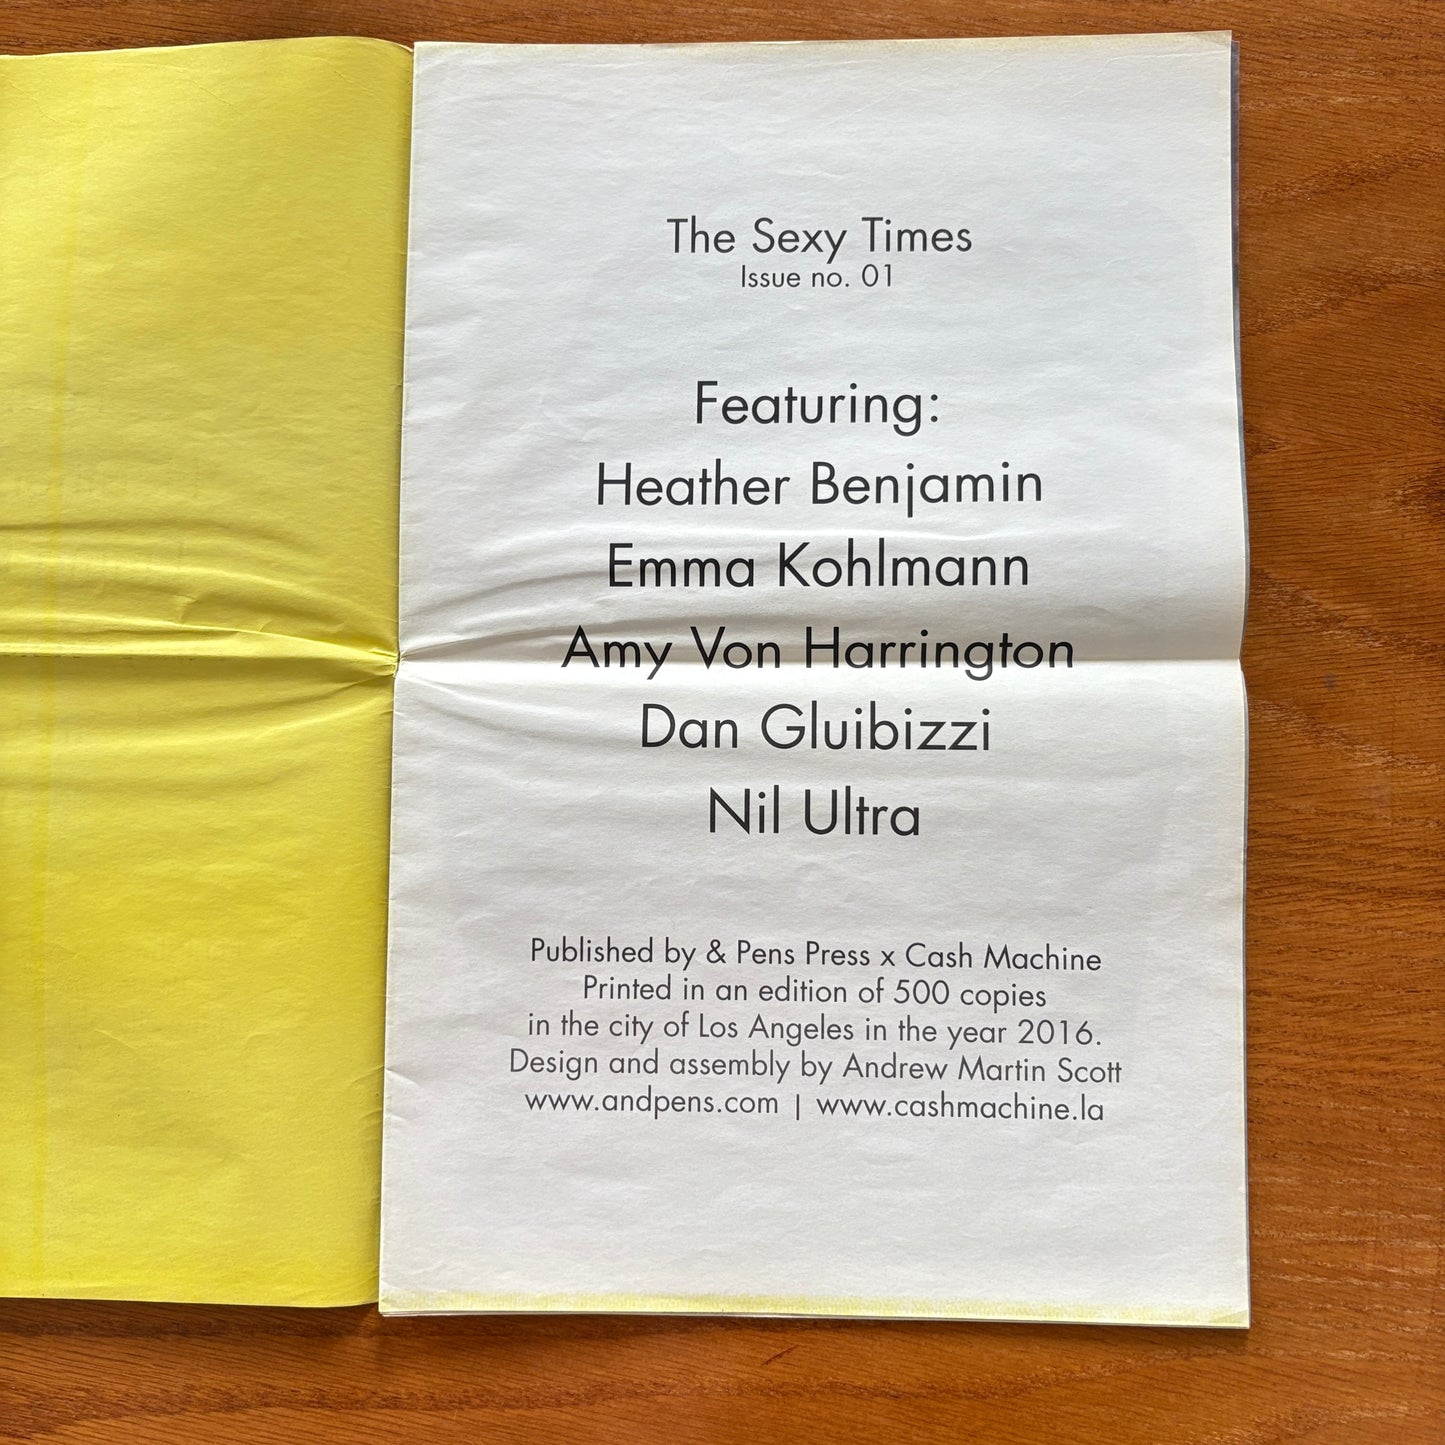 The Sexy Times
Issue no. 01
Featuring:
Heather Benjamin
Emma Kohlmann
Amy Von Harrington
Dan Gluibizzi
Nil Ultra
Published by & Pens Press x Cash Machine
Printed in an edition of 500 copies
in the city of Los Angeles in the year 2016.
Design and assembly by Andrew Martin Scott
www.andpens.com | www.cashmachine.la